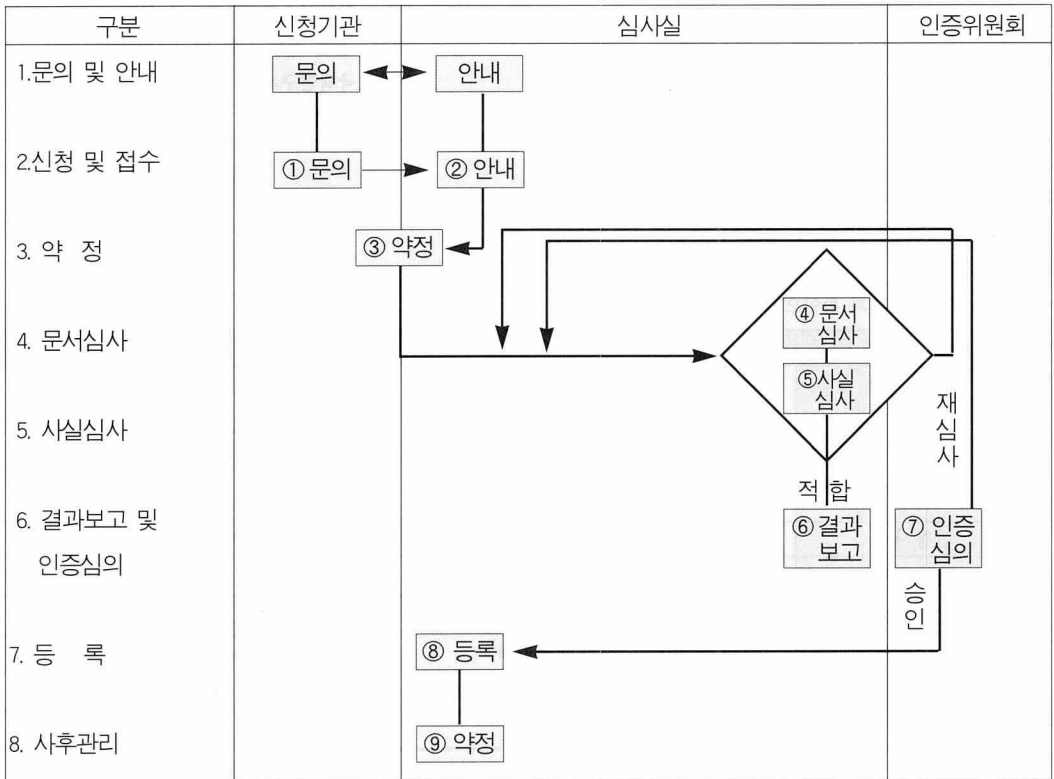 구분
신청기관
심사실
인증위원회
1.문의 및 안내
문의
안내
2.신청 및 접수
① 문의
② 안내
3. 약 정
③ 약정
4. 문서심사
④ 문서
심사
⑤사실
심사
재
심
사
5. 사실심사
적 합
6. 결과보고 및
인증심의
⑥ 결과
보고
⑦ 인증
심의
승
인
7. 등 록
⑧ 등록
8. 사후관리
⑨ 약정